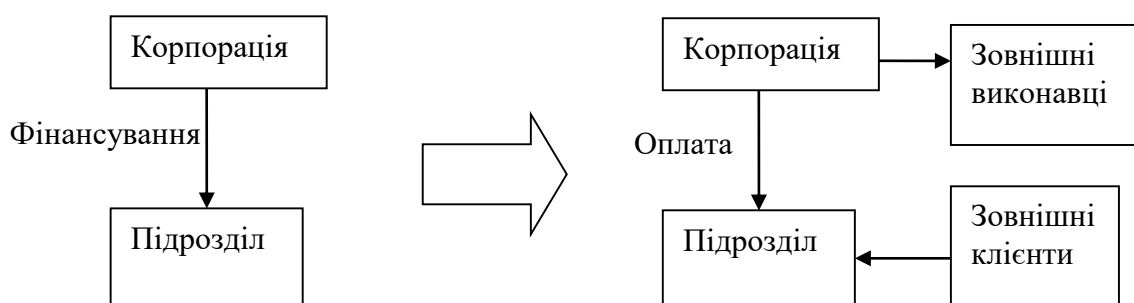 Корпорація
Фінансування
Підрозділ
Корпорація
Зовнішні
виконавці
Оплата
Підрозділ
Зовнішні
клієнти